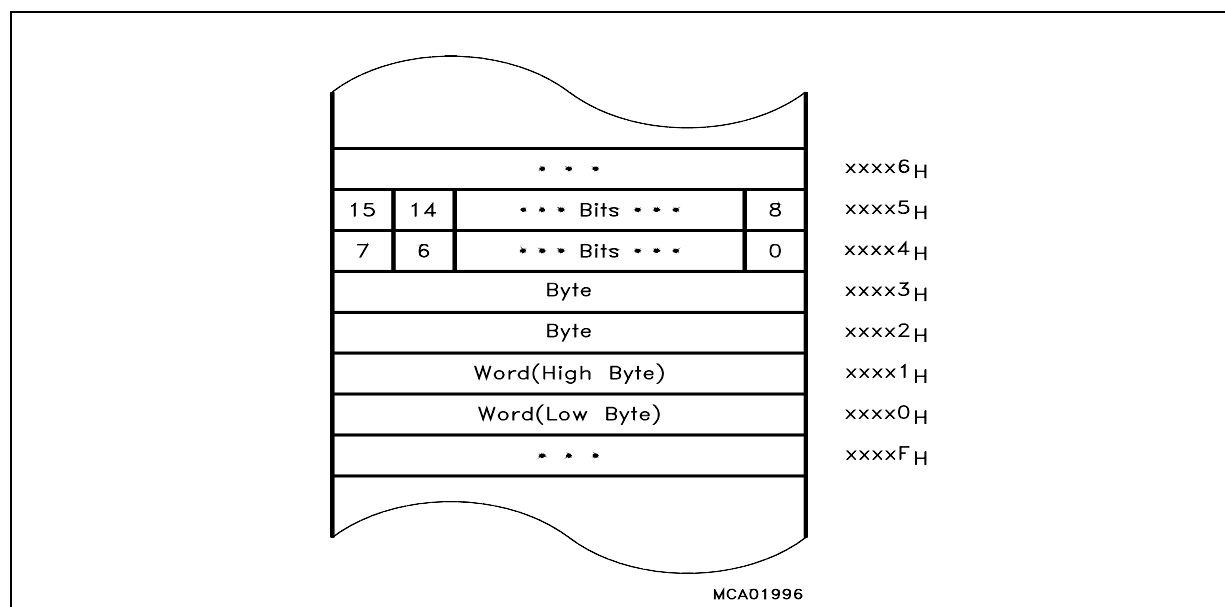 • • • xxxx6H
15 14 • • • Bits • • • 8 xxxx5H
7 6 • • • Bits • • • 0 xxxx4H
Byte xxxx3H
Byte xxxx2H
Word(High Byte) xxxx1H
Word(Low Byte) xxxx0H
• • • xxxxFH
MCA01996